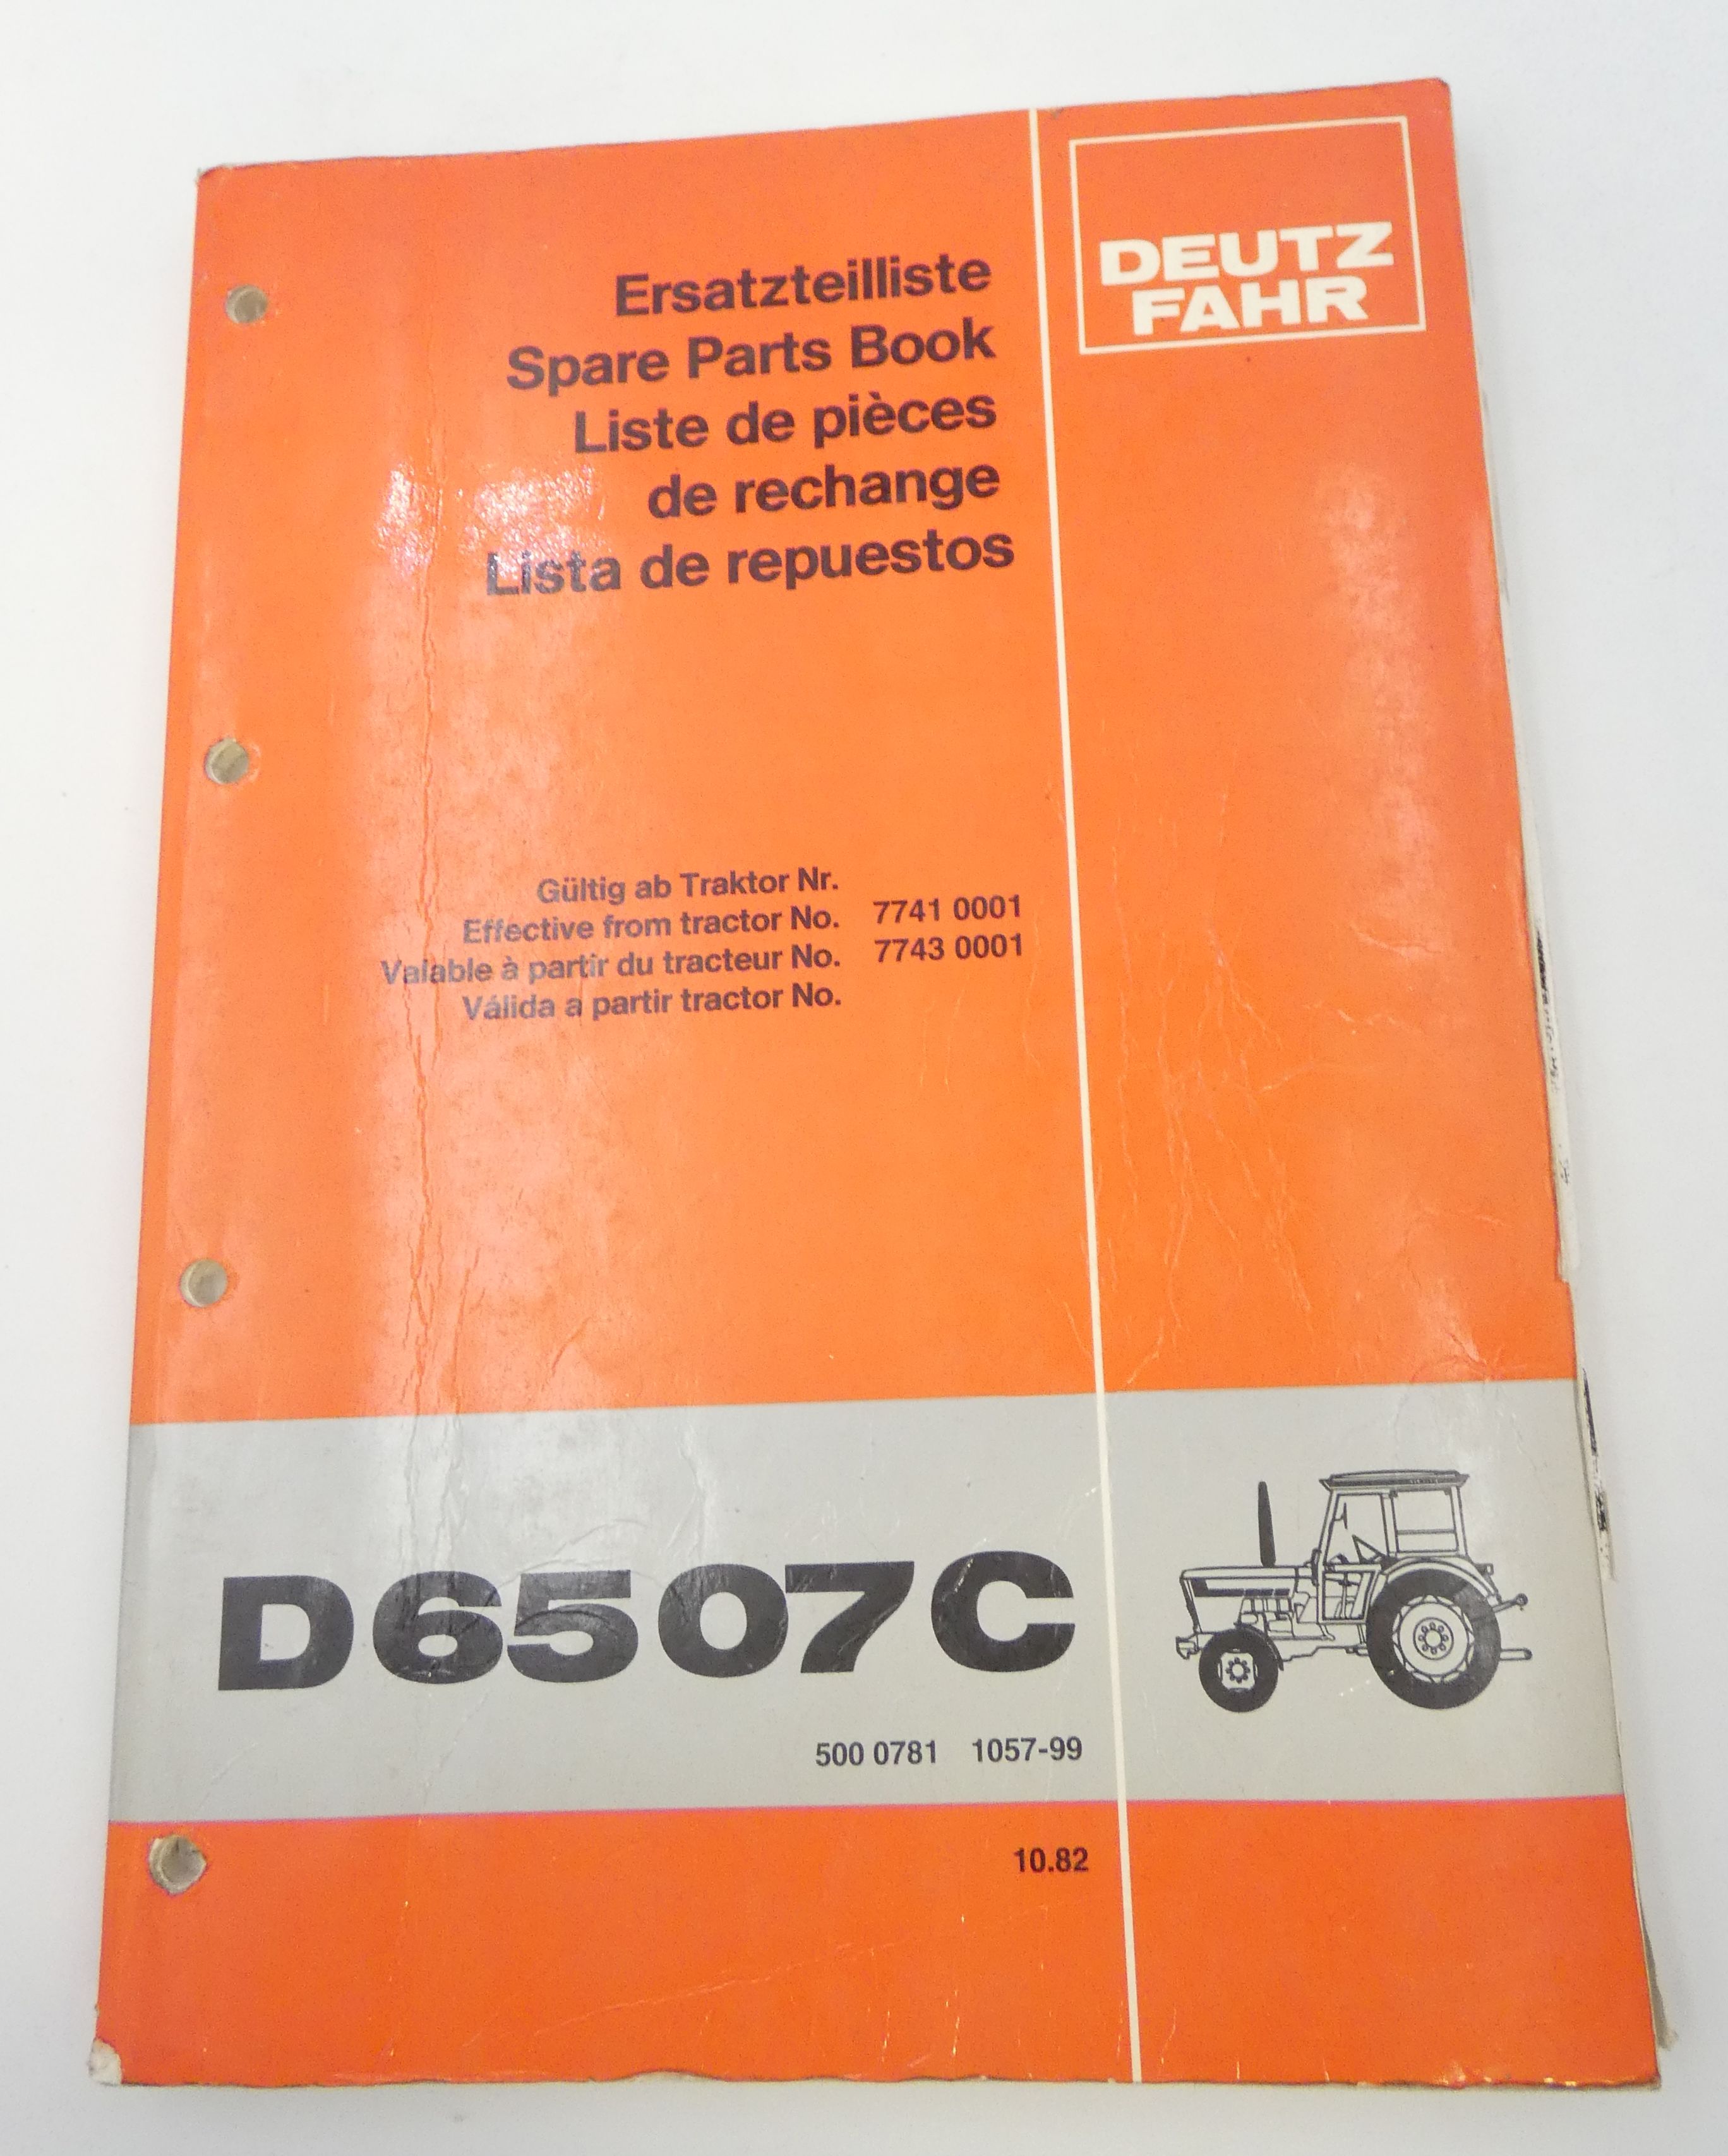 DEUTZ
FAHR
Ersatzteilliste
Spare Parts Book
Liste de pièces
de rechange
Lista de repuestos
Gültig ab Traktor Nr.
Effective from tractor No. 7741 0001
Valable à partir du tracteur No. 7743 0001
Válida a partir tractor No.
D6507C
500 0781 1057-99
10.82